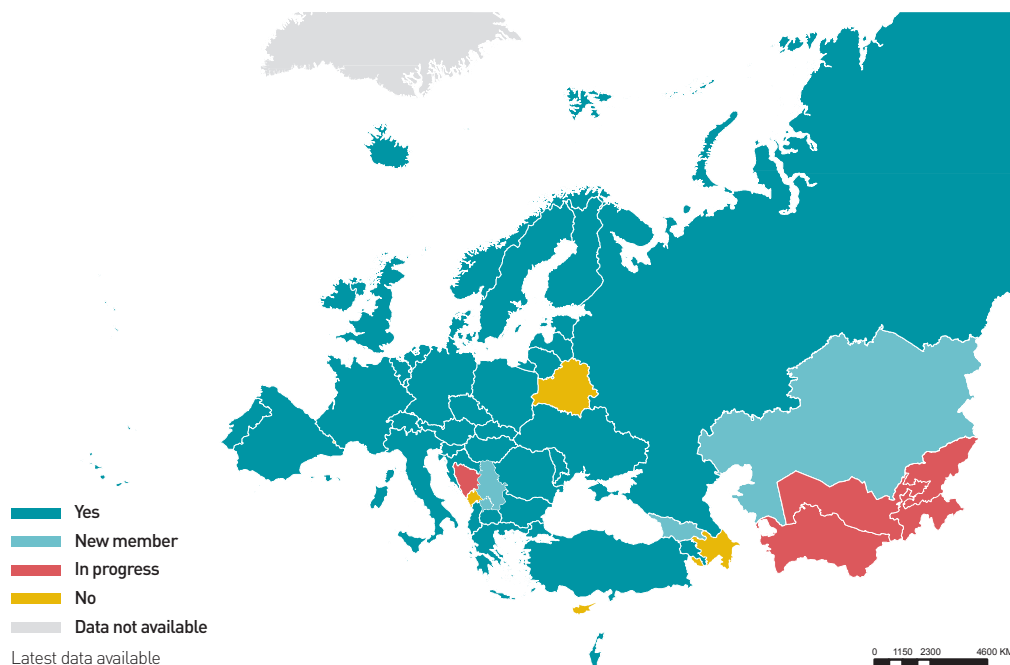 Yes
New member
In progress
No
Data not available
Latest data available
0 1150 2300 4600 KM